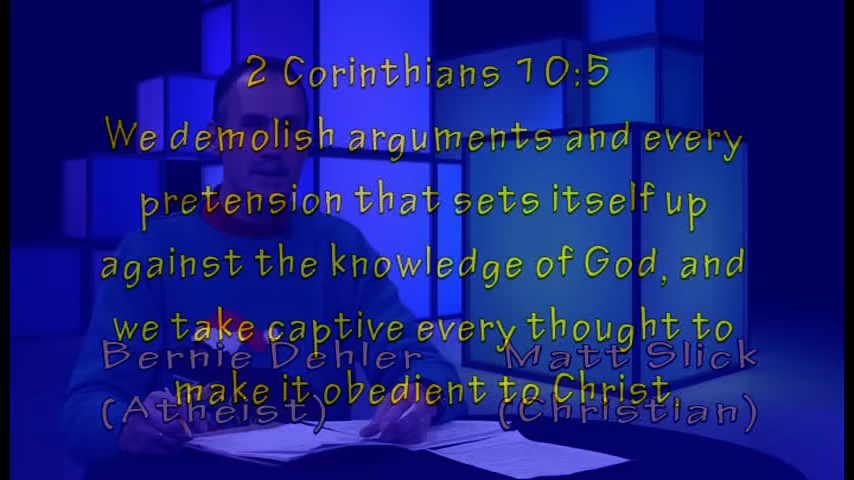 2 Corinthians 10:5
We demolish arguments and every
pretension that sets itself up
against the knowledge of God, and
we take captive every thought to
make it obedient to Christ.
Bernie Dehler Matt Slick
(Atheist) (Christian)